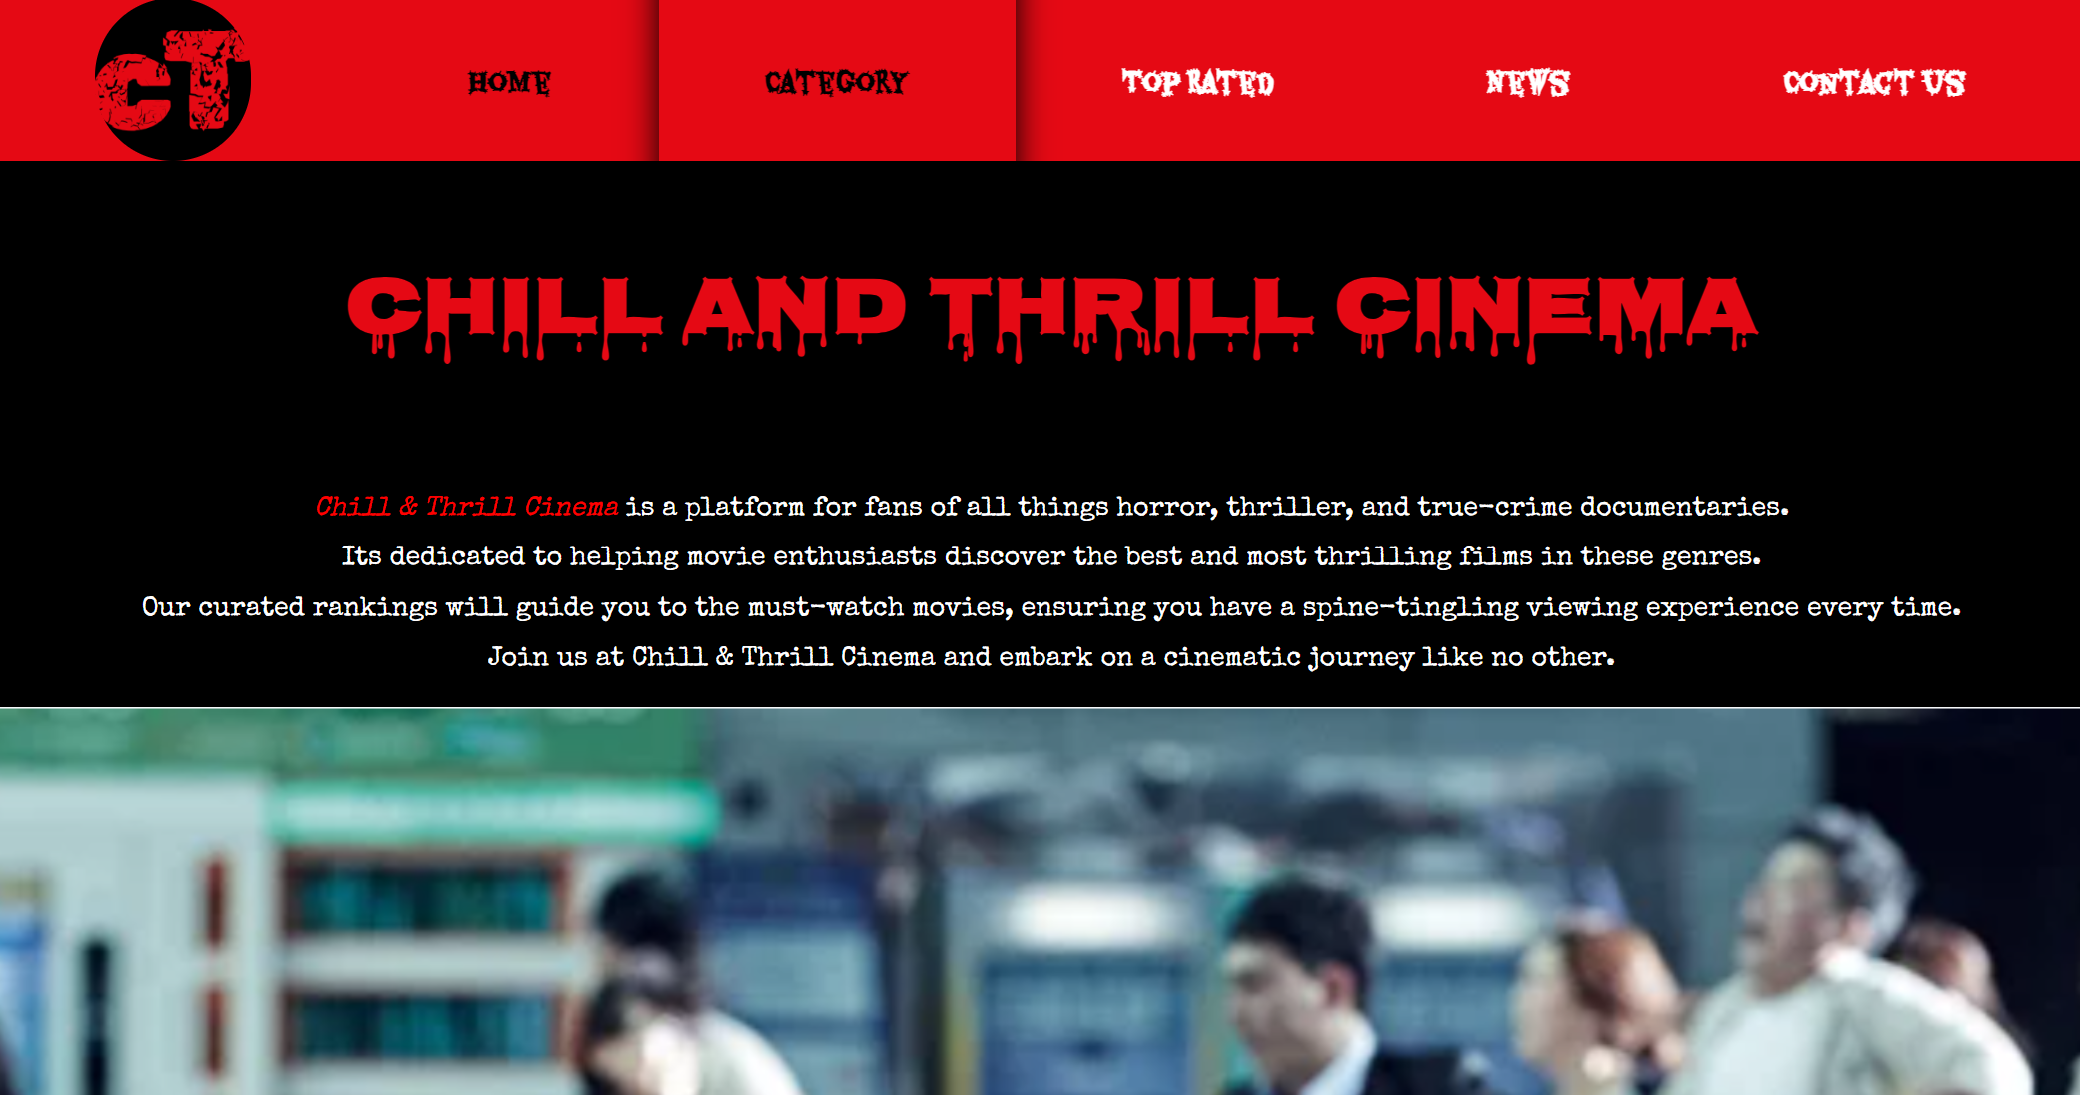 CT
HOME
CATEGORY
TOP RATED
NEWS
CONTACT US
CHILL AND THRILL CINEMA
Chill & Thrill Cinema is a platform for fans of all things horror, thriller, and true-crime documentaries.
Its dedicated to helping movie enthusiasts discover the best and most thrilling films in these genres.
Our curated rankings will guide you to the must-watch movies, ensuring you have a spine-tingling viewing experience every time.
Join us at Chill & Thrill Cinema and embark on a cinematic journey like no other.